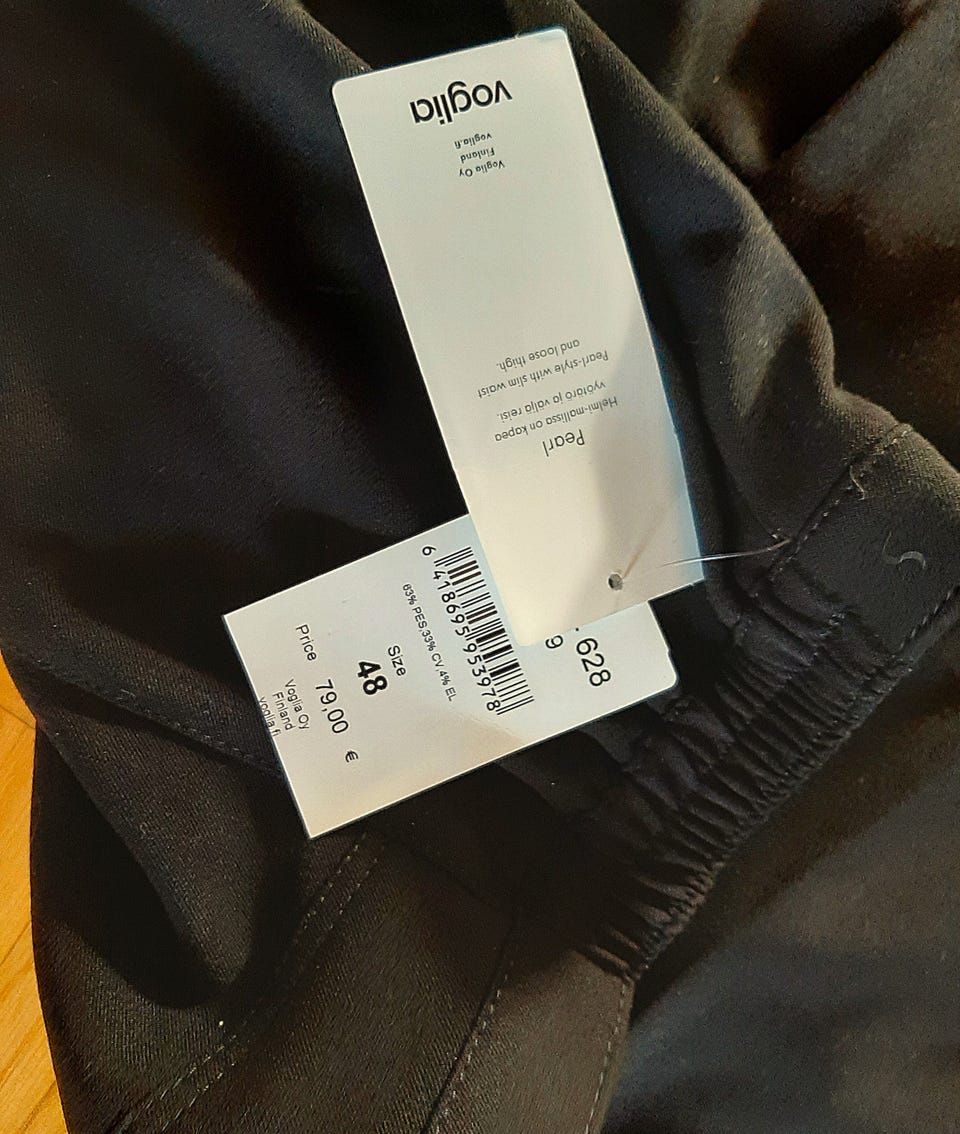 Pearl
Helmi-mallissa on kapea
vyötärö ja väljä reisi.
Pearl-style with slim waist
and loose thigh.
Voglia Oy
Finland
voglia.fi
voglia
628
9
6 418695 953978
63% PES,33% CV,4% EL
Size
48
Price 79,00 €
Voglia Oy
Finland
voglia.fi